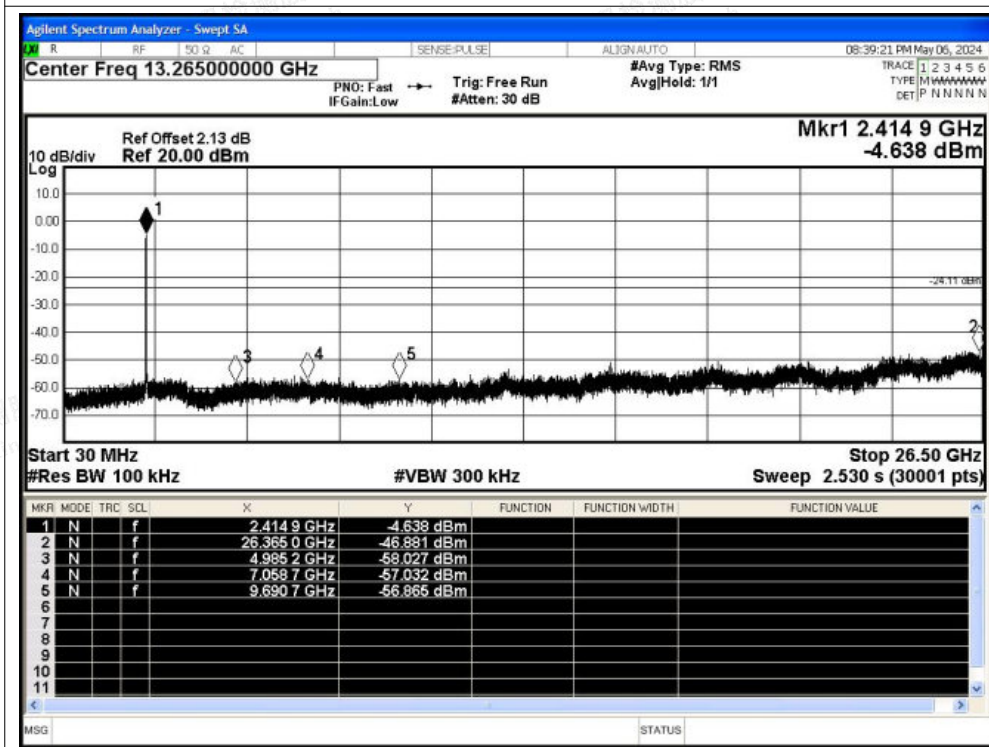 Agilent Spectrum Analyzer - Swept SA
LXI R RF 50 Ω AC SENSE:PULSE ALIGN AUTO 08:39:21 PM May 06, 2024
Center Freq 13.265000000 GHz
PNO: Fast
IFGain:Low
Trig: Free Run
#Atten: 30 dB
#Avg Type: RMS
Avg|Hold: 1/1
TRACE 1 2 3 4 5 6
TYPE MWWWWW
DET P N N N N N
Mkr1 2.414 9 GHz
-4.638 dBm
Ref Offset 2.13 dB
10 dB/div Ref 20.00 dBm
Log
10.0
0.00
-10.0
-20.0
-30.0
-40.0
-50.0
-60.0
-70.0
1
-24.11 dBm
2
3 4 5
Start 30 MHz Stop 26.50 GHz
#Res BW 100 kHz #VBW 300 kHz Sweep 2.530 s (30001 pts)
MKR MODE TRC SCL X Y FUNCTION FUNCTION WIDTH FUNCTION VALUE
1 N f 2.414 9 GHz -4.638 dBm
2 N f 26.365 0 GHz -46.881 dBm
3 N f 4.985 2 GHz -58.027 dBm
4 N f 7.058 7 GHz -57.032 dBm
5 N f 9.690 7 GHz -56.865 dBm
6
7
8
9
10
11
MSG STATUS